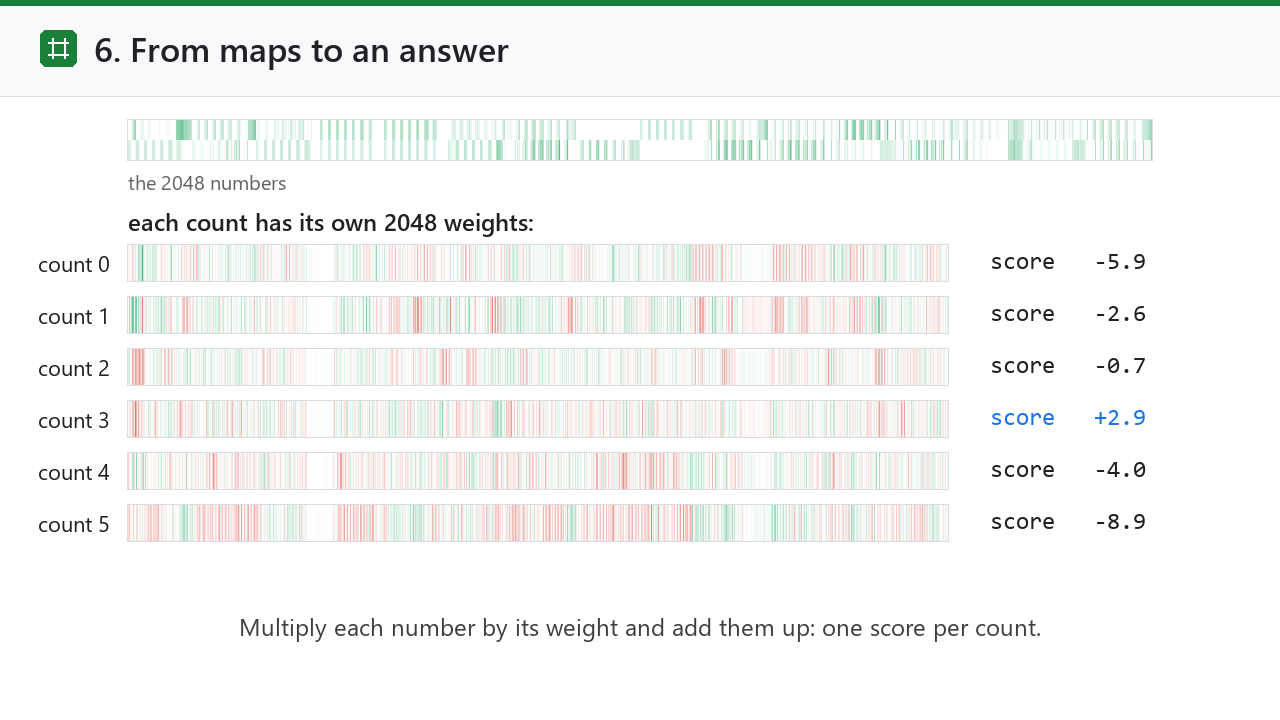 6. From maps to an answer
the 2048 numbers
each count has its own 2048 weights:
count 0 score -5.9
count 1 score -2.6
count 2 score -0.7
count 3 score +2.9
count 4 score -4.0
count 5 score -8.9
Multiply each number by its weight and add them up: one score per count.